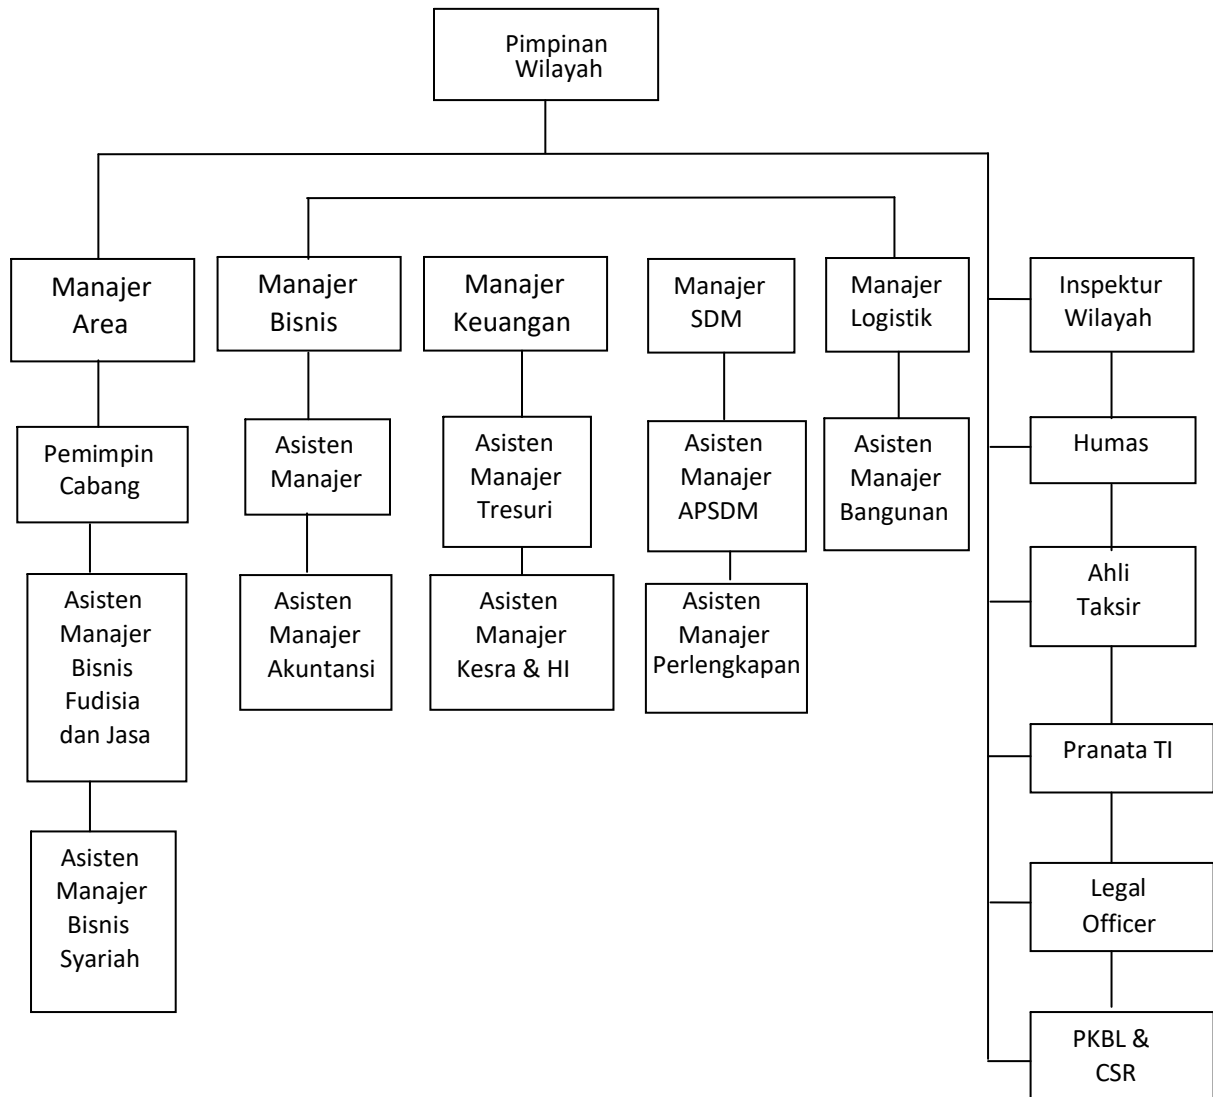 Pimpinan
Wilayah
Manajer
Area
Manajer
Bisnis
Manajer
Keuangan
Manajer
SDM
Manajer
Logistik
Inspektur
Wilayah
Pemimpin
Cabang
Asisten
Manajer
Asisten
Manajer
Tresuri
Asisten
Manajer
APSDM
Asisten
Manajer
Bangunan
Humas
Asisten
Manajer
Bisnis
Fudisia
dan Jasa
Asisten
Manajer
Akuntansi
Asisten
Manajer
Kesra & HI
Asisten
Manajer
Perlengkapan
Ahli
Taksir
Pranata TI
Asisten
Manajer
Bisnis
Syariah
Legal
Officer
PKBL &
CSR